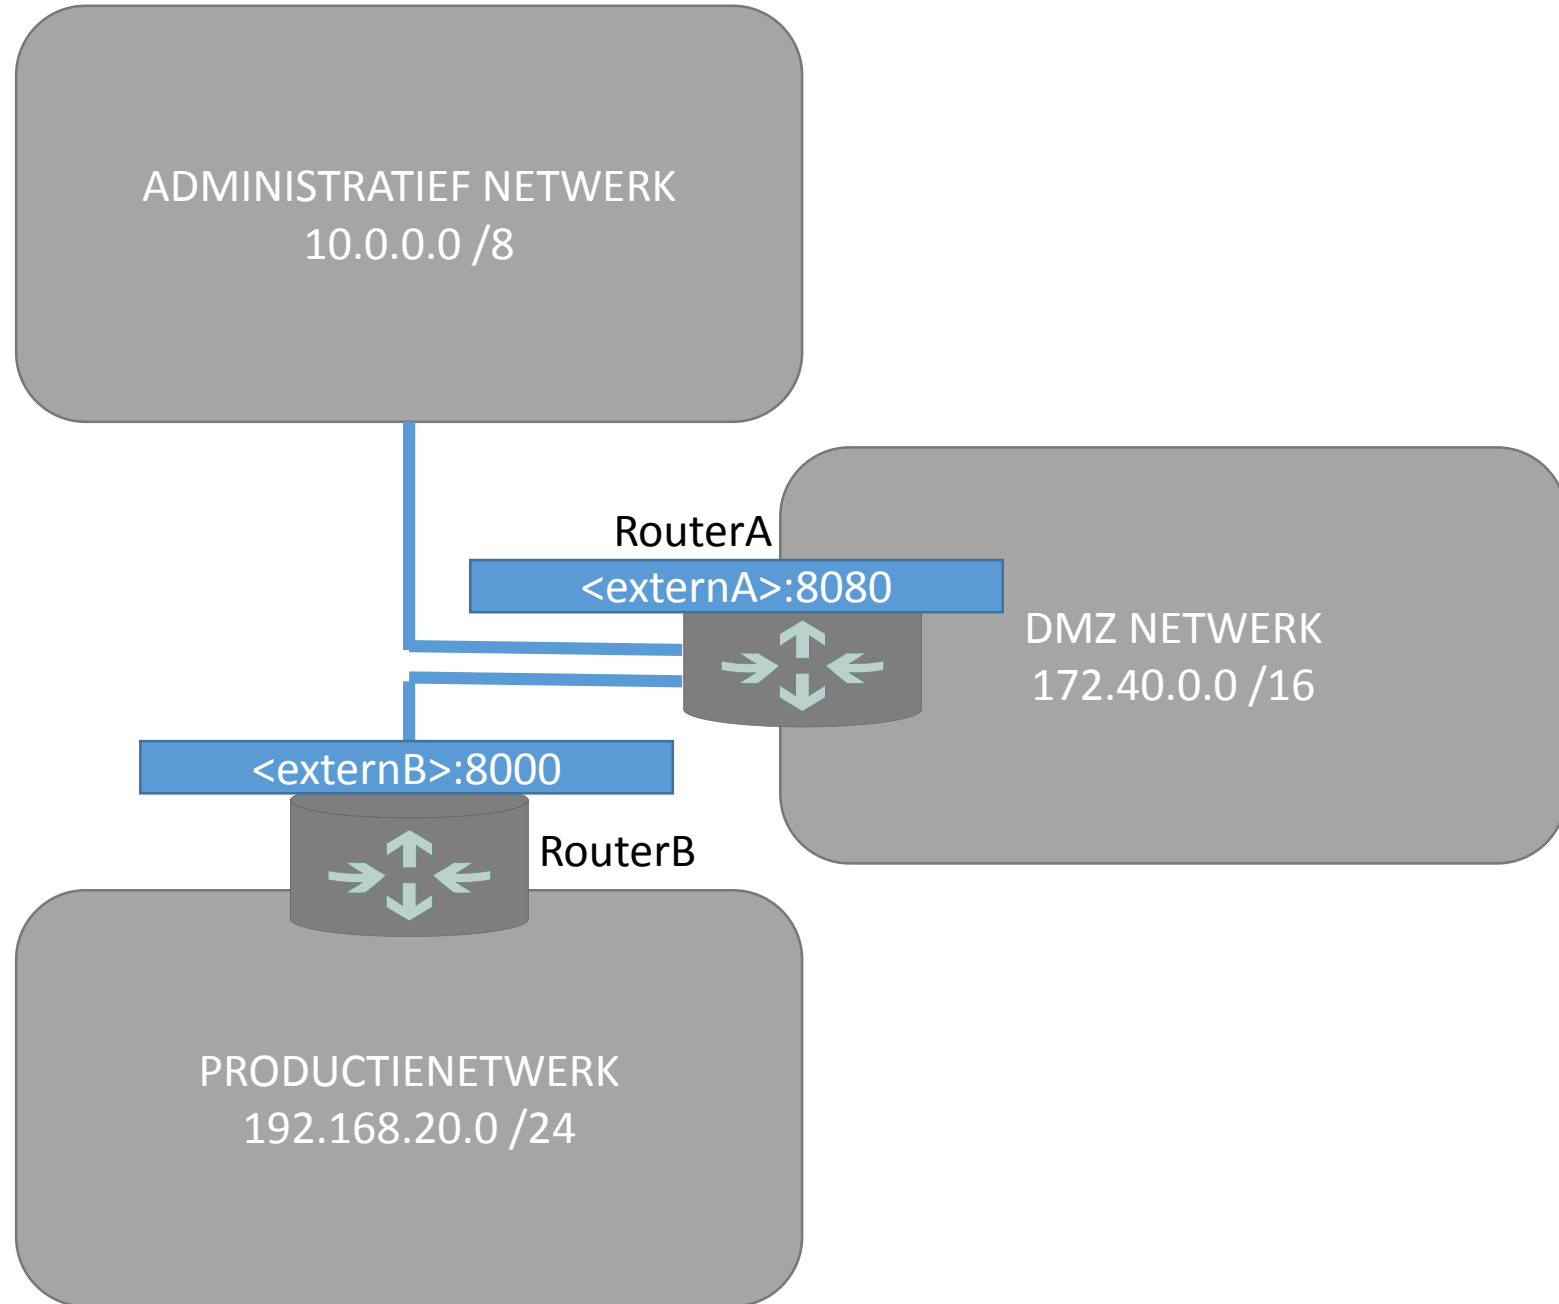 ADMINISTRATIEF NETWERK
10.0.0.0 /8
RouterA
<externA>:8080
DMZ NETWERK
172.40.0.0 /16
<externB>:8000
RouterB
PRODUCTIENETWERK
192.168.20.0 /24